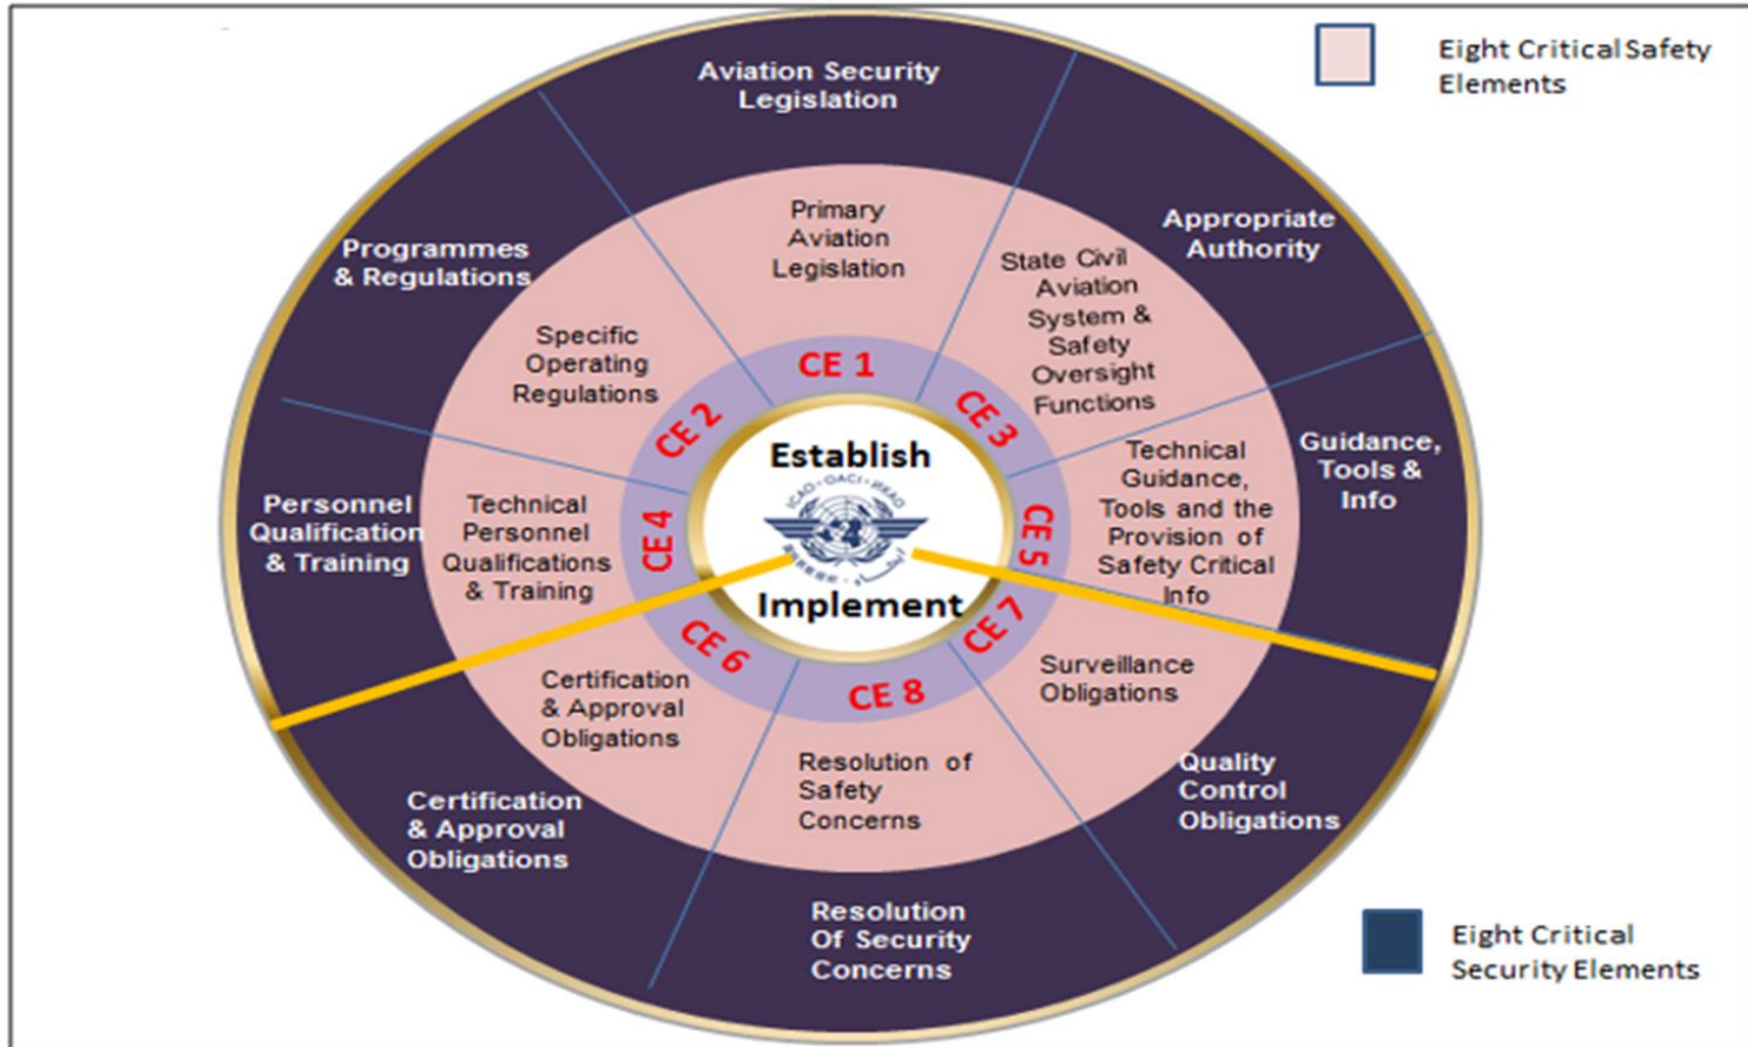 Eight Critical Safety
Elements
Aviation Security
Legislation
Primary
Aviation
Legislation
Programmes
& Regulations
Specific
Operating
Regulations
Appropriate
Authority
State Civil
Aviation
System &
Safety
Oversight
Functions
CE 1
CE 2
CE 3
Personnel
Qualification
& Training
Technical
Personnel
Qualifications
& Training
CE 4
Establish
ICAO · OACI · ИКАО
Implement
CE 5
Technical
Guidance,
Tools and the
Provision of
Safety Critical
Info
Guidance,
Tools &
Info
CE 6
CE 8
CE 7
Certification
& Approval
Obligations
Resolution of
Safety
Concerns
Surveillance
Obligations
Certification
& Approval
Obligations
Resolution
Of Security
Concerns
Quality
Control
Obligations
Eight Critical
Security Elements